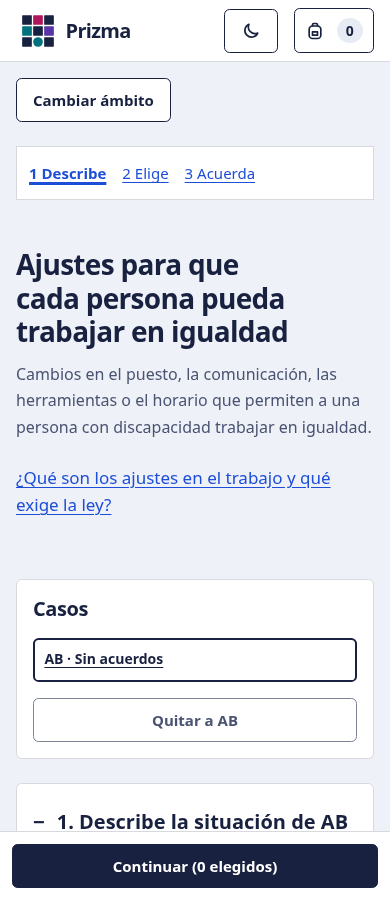 Prizma
0
Cambiar ámbito
1 Describe 2 Elige 3 Acuerda
Ajustes para que
cada persona pueda
trabajar en igualdad
Cambios en el puesto, la comunicación, las
herramientas o el horario que permiten a una
persona con discapacidad trabajar en igualdad.
¿Qué son los ajustes en el trabajo y qué
exige la ley?
Casos
AB · Sin acuerdos
Quitar a AB
− 1. Describe la situación de AB
Continuar (0 elegidos)